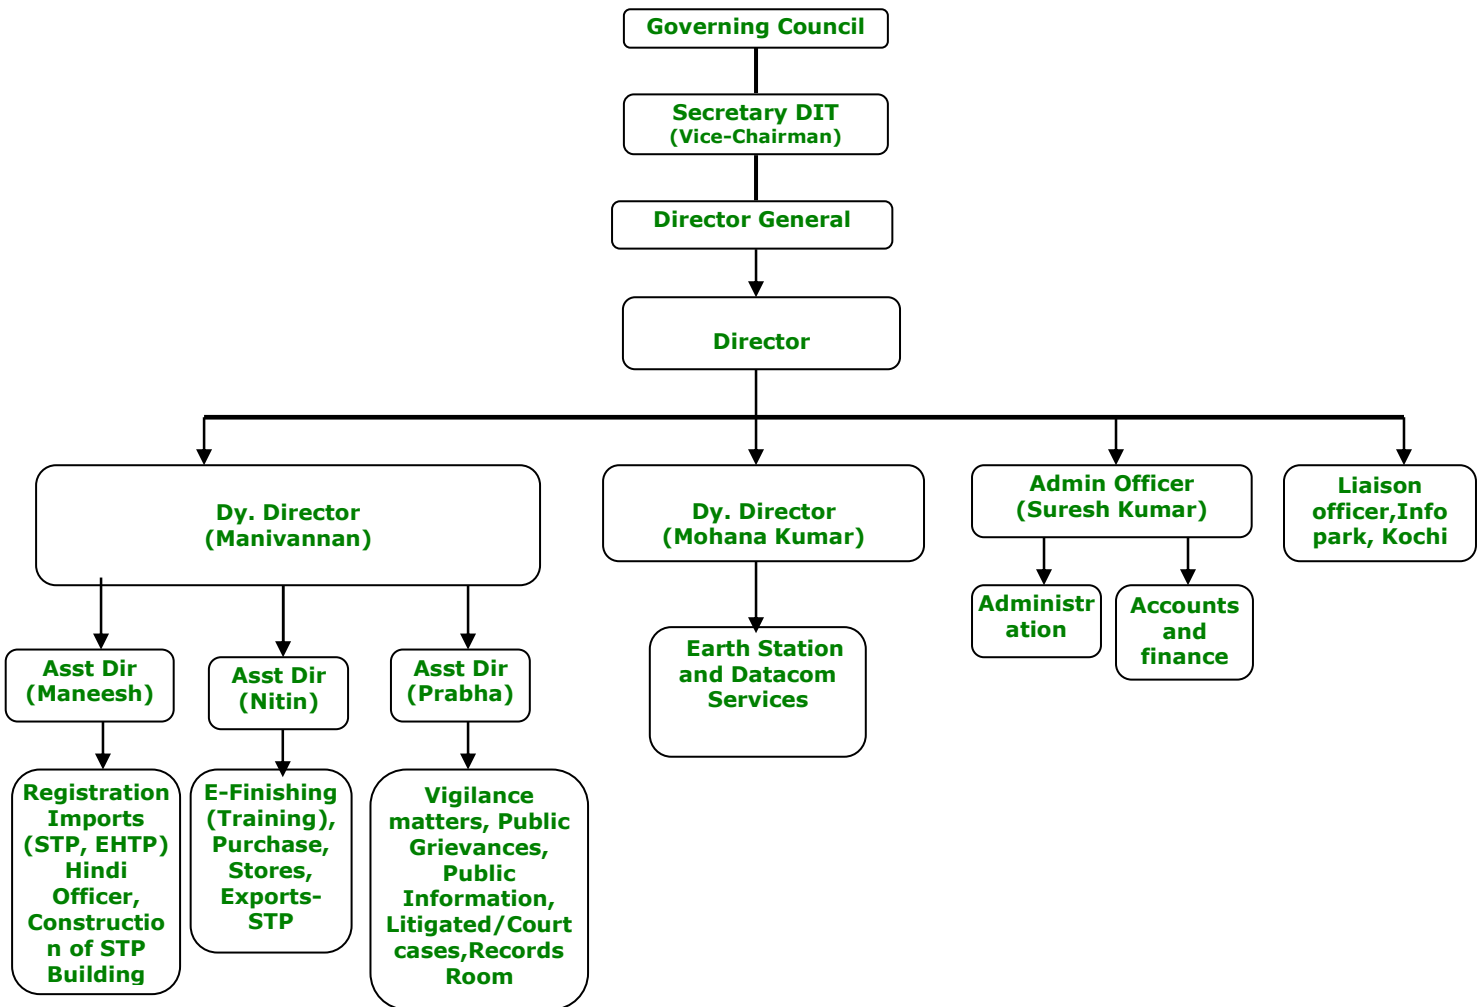 Governing Council
Secretary DIT
(Vice-Chairman)
Director General
Director
Dy. Director
(Manivannan)
Dy. Director
(Mohana Kumar)
Admin Officer
(Suresh Kumar)
Liaison
officer,Info
park, Kochi
Asst Dir
(Maneesh)
Asst Dir
(Nitin)
Asst Dir
(Prabha)
Earth Station
and Datacom
Services
Administr
ation
Accounts
and
finance
Registration
Imports
(STP, EHTP)
Hindi
Officer,
Constructio
n of STP
Building
E-Finishing
(Training),
Purchase,
Stores,
Exports-
STP
Vigilance
matters, Public
Grievances,
Public
Information,
Litigated/Court
cases,Records
Room